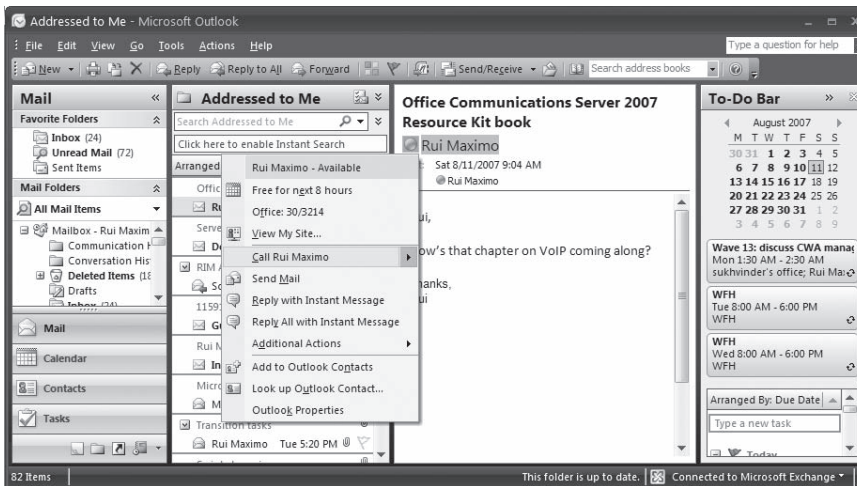 Addressed to Me - Microsoft Outlook
File Edit View Go Tools Actions Help
Type a question for help
New Reply Reply to All Forward Send/Receive Search address books
Mail
Favorite Folders
Inbox (24)
Unread Mail (72)
Sent Items
Mail Folders
All Mail Items
Mailbox - Rui Maxim
Communication
Conversation His
Deleted Items (18
Drafts
Inbox (24)
Mail
Calendar
Contacts
Tasks
Addressed to Me
Search Addressed to Me
Click here to enable Instant Search
Arranged
Offic
Ru
Serve
RIM
1159
Rui M
In
Micro
M
Transition tasks
Rui Maximo Tue 5:20 PM
Rui Maximo - Available
Free for next 8 hours
Office: 30/3214
View My Site...
Call Rui Maximo
Send Mail
Reply with Instant Message
Reply All with Instant Message
Additional Actions
Add to Outlook Contacts
Look up Outlook Contact...
Outlook Properties
Office Communications Server 2007
Resource Kit book
Rui Maximo
Sat 8/11/2007 9:04 AM
Rui Maximo
ui,
ow's that chapter on VoIP coming along?
hanks,
ui
To-Do Bar
August 2007
M T W T F S S
30 31 1 2 3 4 5
6 7 8 9 10 11 12
13 14 15 16 17 18 19
20 21 22 23 24 25 26
27 28 29 30 31 1 2
3 4 5 6 7 8 9
Wave 13: discuss CWA manag
Mon 1:30 AM - 2:30 AM
sukhvinder's office; Rui Ma
WFH
Tue 8:00 AM - 6:00 PM
WFH
WFH
Wed 8:00 AM - 6:00 PM
WFH
Arranged By: Due Date
Type a new task
Today
82 Items
This folder is up to date. Connected to Microsoft Exchange